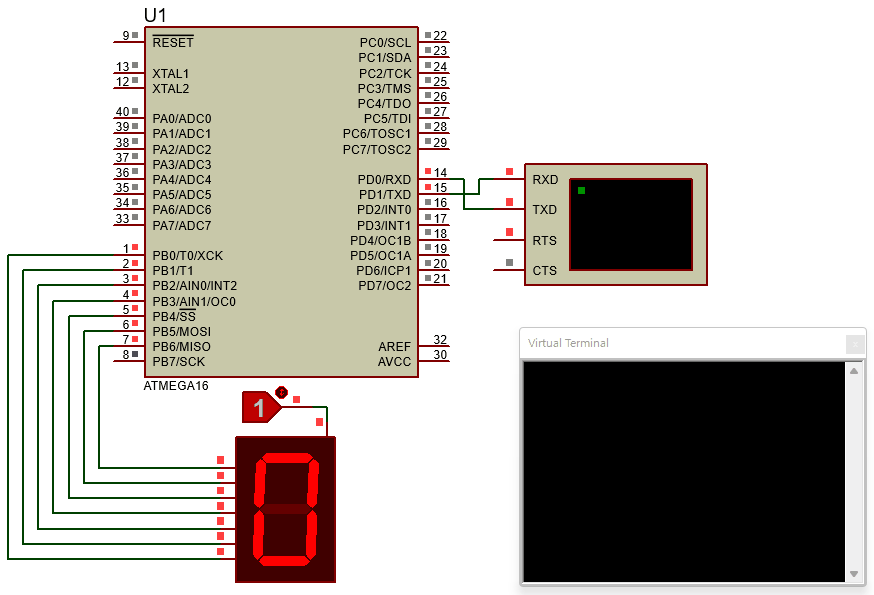 U1
9 RESET
13 XTAL1
12 XTAL2
40 PA0/ADC0
39 PA1/ADC1
38 PA2/ADC2
37 PA3/ADC3
36 PA4/ADC4
35 PA5/ADC5
34 PA6/ADC6
33 PA7/ADC7
1 PB0/T0/XCK
2 PB1/T1
3 PB2/AIN0/INT2
4 PB3/AIN1/OC0
5 PB4/SS
6 PB5/MOSI
7 PB6/MISO
8 PB7/SCK
PC0/SCL 22
PC1/SDA 23
PC2/TCK 24
PC3/TMS 25
PC4/TDO 26
PC5/TDI 27
PC6/TOSC1 28
PC7/TOSC2 29
PD0/RXD 14
PD1/TXD 15
PD2/INT0 16
PD3/INT1 17
PD4/OC1B 18
PD5/OC1A 19
PD6/ICP1 20
PD7/OC2 21
AREF 32
AVCC 30
ATMEGA16
RXD
TXD
RTS
CTS
Virtual Terminal
1
0